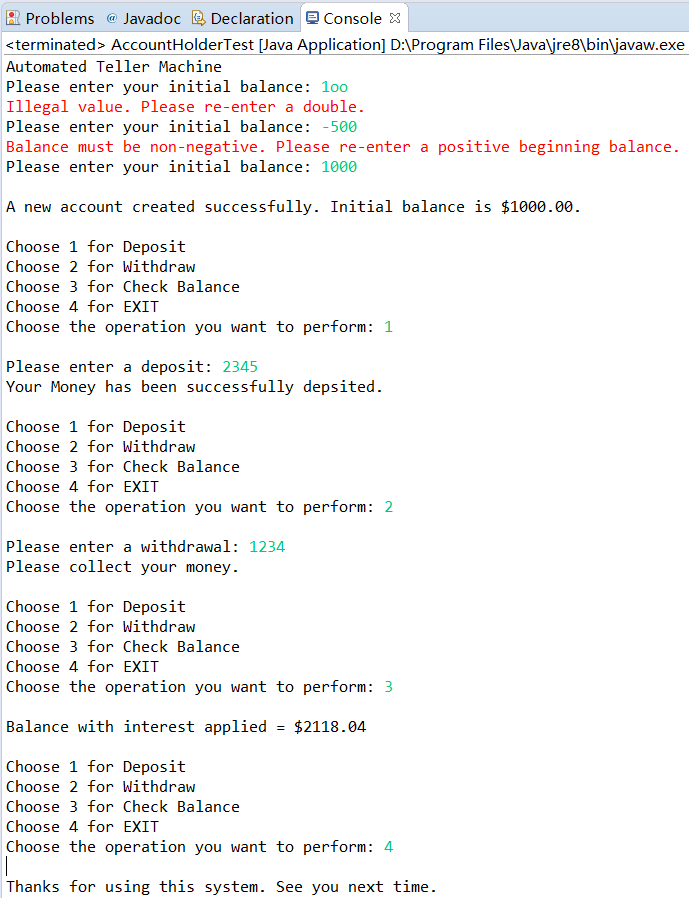 Problems @ Javadoc Declaration Console
<terminated> AccountHolderTest [Java Application] D:\Program Files\Java\jre8\bin\javaw.exe
Automated Teller Machine
Please enter your initial balance: 1oo
Illegal value. Please re-enter a double.
Please enter your initial balance: -500
Balance must be non-negative. Please re-enter a positive beginning balance.
Please enter your initial balance: 1000
A new account created successfully. Initial balance is $1000.00.
Choose 1 for Deposit
Choose 2 for Withdraw
Choose 3 for Check Balance
Choose 4 for EXIT
Choose the operation you want to perform: 1
Please enter a deposit: 2345
Your Money has been successfully depsited.
Choose 1 for Deposit
Choose 2 for Withdraw
Choose 3 for Check Balance
Choose 4 for EXIT
Choose the operation you want to perform: 2
Please enter a withdrawal: 1234
Please collect your money.
Choose 1 for Deposit
Choose 2 for Withdraw
Choose 3 for Check Balance
Choose 4 for EXIT
Choose the operation you want to perform: 3
Balance with interest applied = $2118.04
Choose 1 for Deposit
Choose 2 for Withdraw
Choose 3 for Check Balance
Choose 4 for EXIT
Choose the operation you want to perform: 4
Thanks for using this system. See you next time.